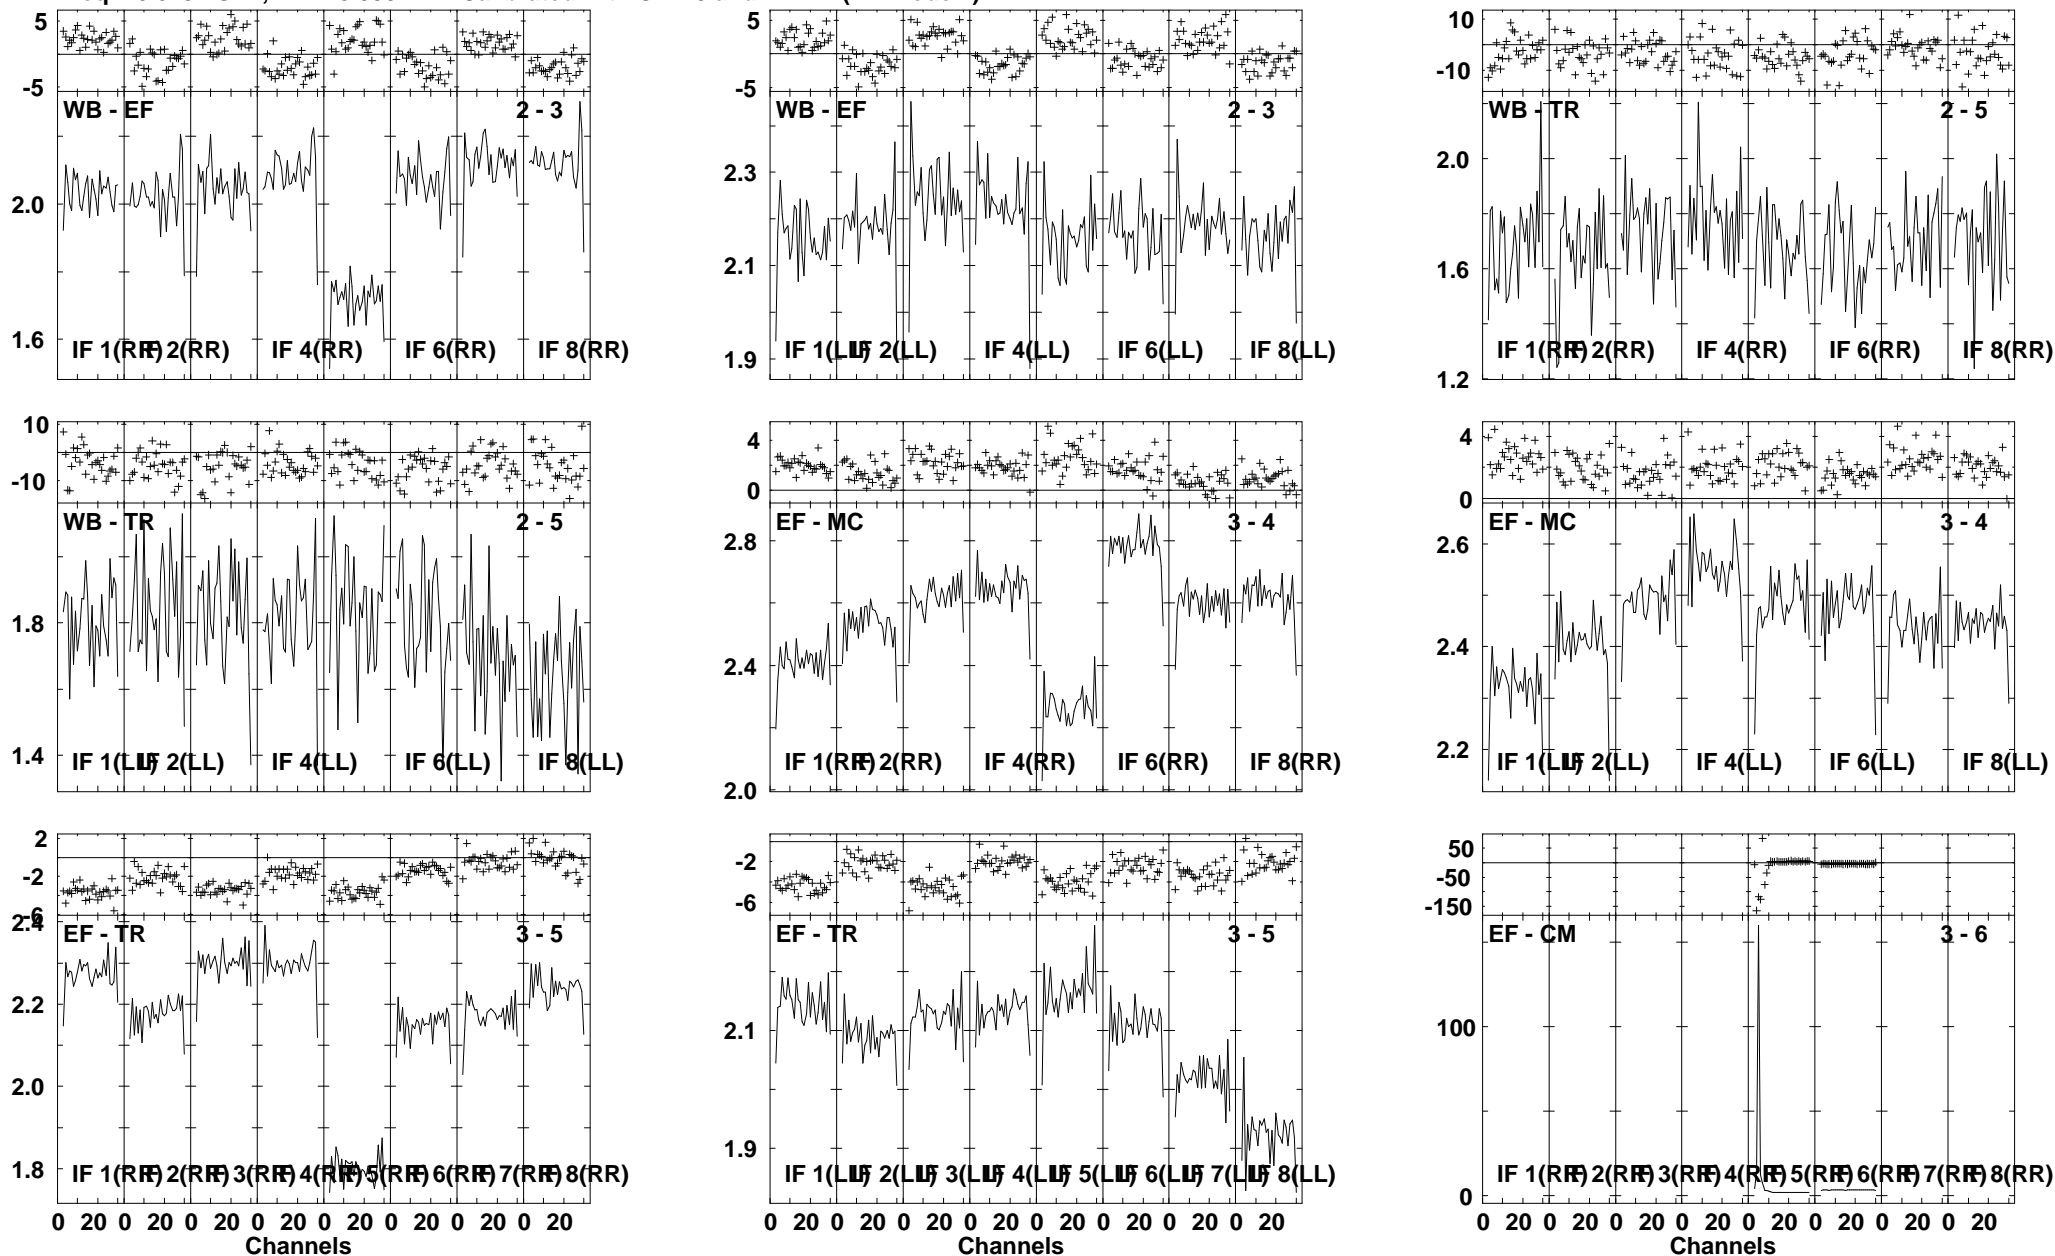 5 5 10
-5 -5 -10
WB - EF 2 - 3 WB - EF 2 - 3 WB - TR 2 - 5
2.0 2.3 2.0
1.6 2.1 1.6
1.9 1.2
IF 1(RR) IF 2(RR) IF 4(RR) IF 6(RR) IF 8(RR) IF 1(LL) IF 2(LL) IF 4(LL) IF 6(LL) IF 8(LL) IF 1(RR) IF 2(RR) IF 4(RR) IF 6(RR) IF 8(RR)
10 4 4
-10 0 0
WB - TR 2 - 5 EF - MC 3 - 4 EF - MC 3 - 4
1.8 2.8 2.6
1.4 2.4 2.4
2.0 2.2
IF 1(LL) IF 2(LL) IF 4(LL) IF 6(LL) IF 8(LL) IF 1(RR) IF 2(RR) IF 4(RR) IF 6(RR) IF 8(RR) IF 1(LL) IF 2(LL) IF 4(LL) IF 6(LL) IF 8(LL)
2 -2 50
-2 -6 -50
-6 -150
EF - TR 3 - 5 EF - TR 3 - 5 EF - CM 3 - 6
2.4 2.1 100
2.2 1.9 0
2.0
1.8
IF 1(RR) IF 2(RR) IF 3(RR) IF 4(RR) IF 5(RR) IF 6(RR) IF 7(RR) IF 8(RR) IF 1(LL) IF 2(LL) IF 3(LL) IF 4(LL) IF 5(LL) IF 6(LL) IF 7(LL) IF 8(LL) IF 1(RR) IF 2(RR) IF 3(RR) IF 4(RR) IF 5(RR) IF 6(RR) IF 7(RR) IF 8(RR)
0 20 0 20 0 20 0 20 0 20 0 20 0 20 0 20 0 20 0 20 0 20 0 20 0 20 0 20 0 20 0 20 0 20 0 20 0 20 0 20 0 20 0 20 0 20 0 20
Channels Channels Channels